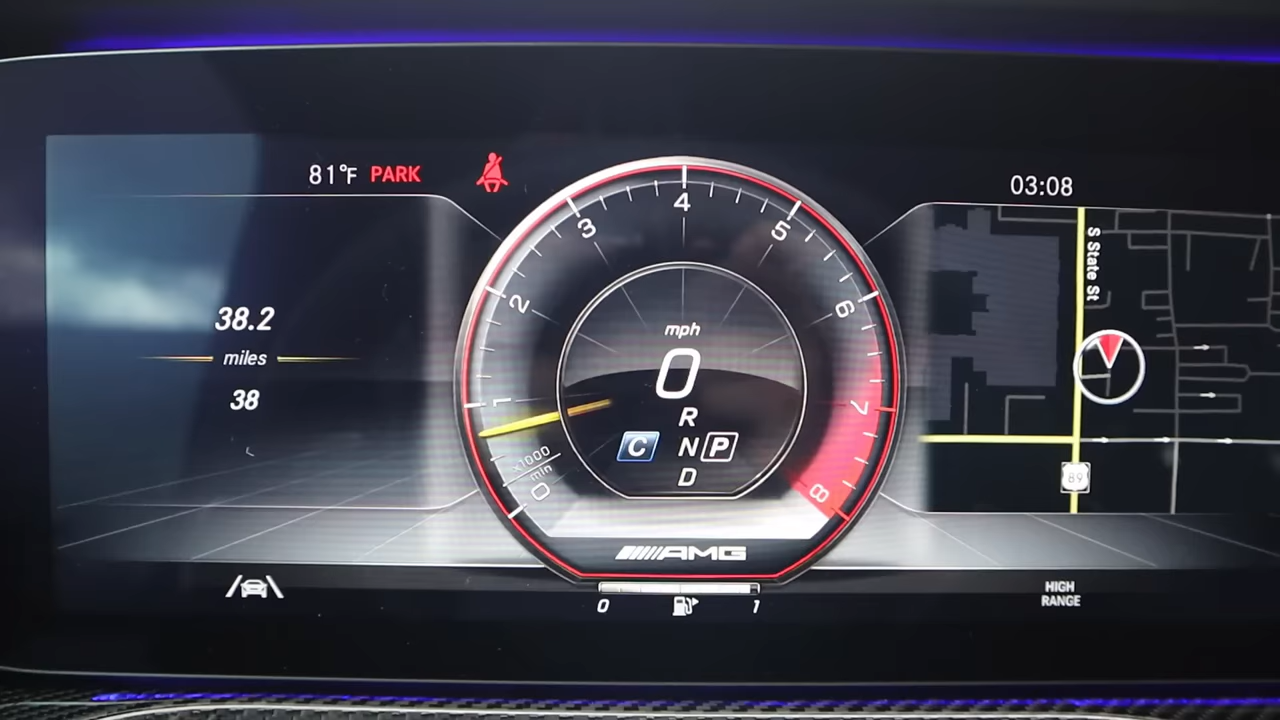 81°F PARK
03:08
38.2
miles
38
4
3
5
2
6
1
7
x1000
min
0
8
mph
0
R
C N P
D
S State St
89
AMG
HIGH
RANGE
0 1